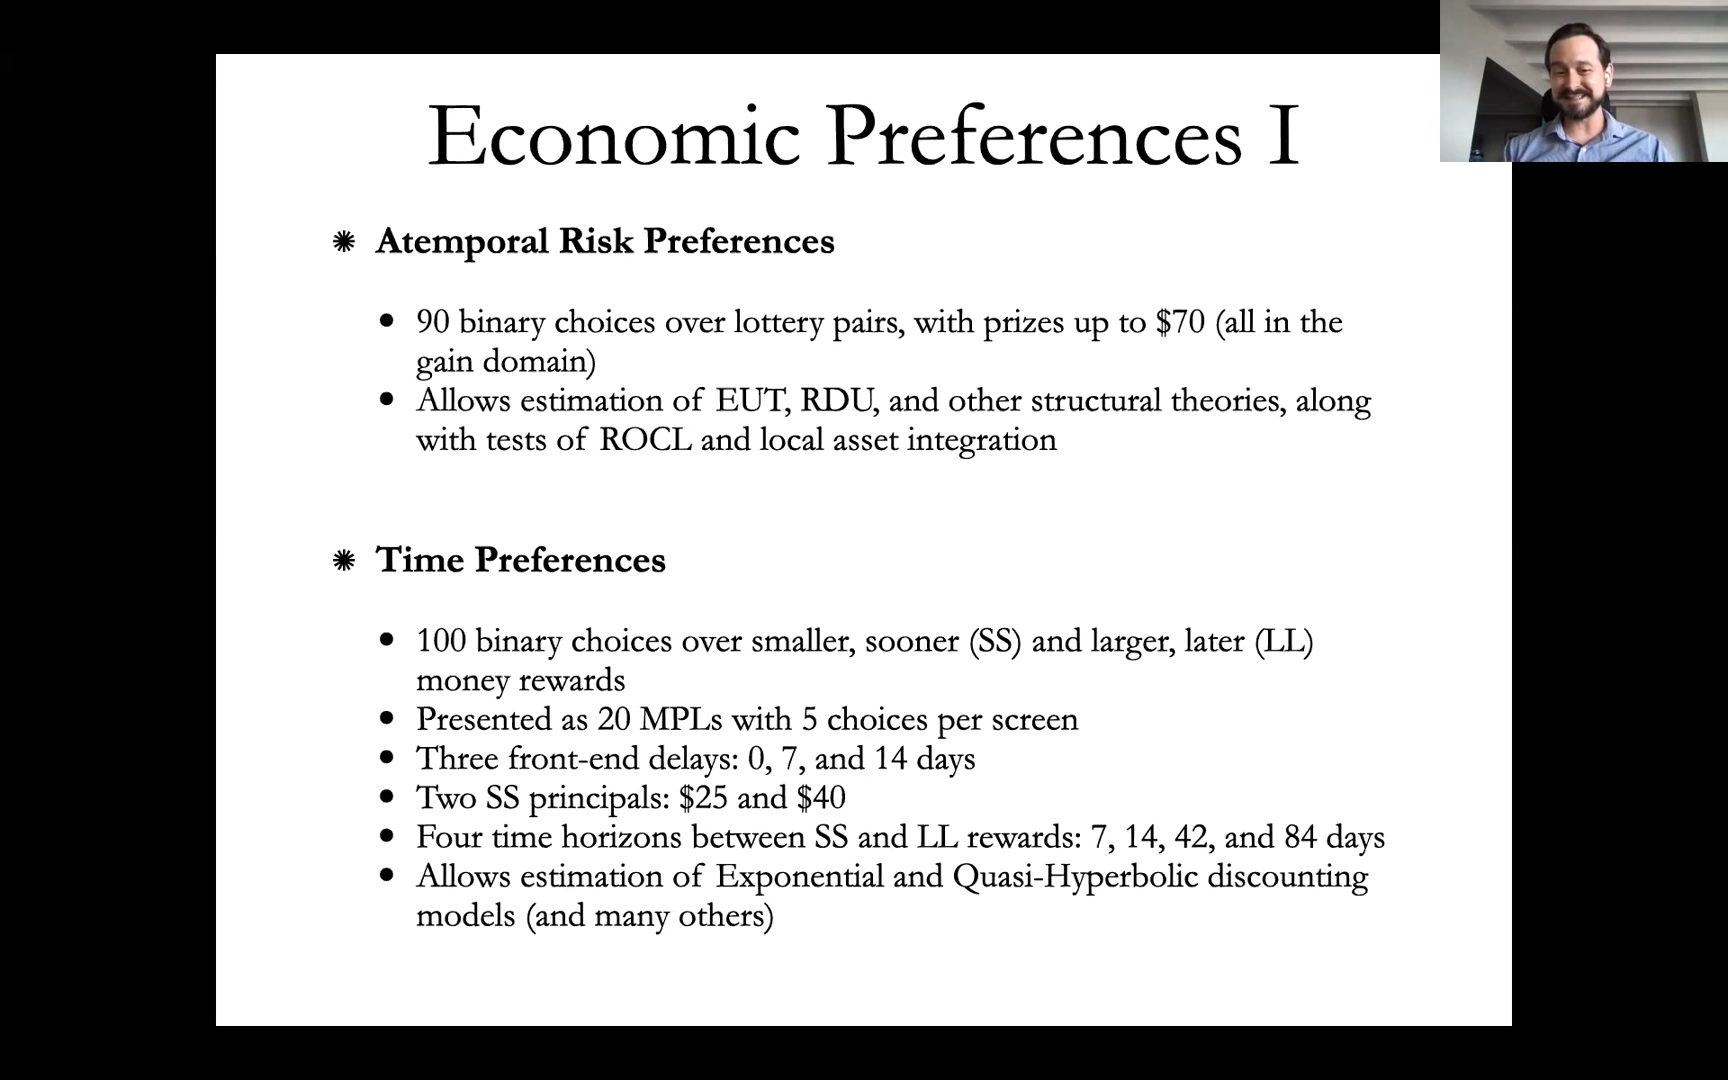 Economic Preferences I
Atemporal Risk Preferences
90 binary choices over lottery pairs, with prizes up to $70 (all in the
gain domain)
Allows estimation of EUT, RDU, and other structural theories, along
with tests of ROCL and local asset integration
Time Preferences
100 binary choices over smaller, sooner (SS) and larger, later (LL)
money rewards
Presented as 20 MPLs with 5 choices per screen
Three front-end delays: 0, 7, and 14 days
Two SS principals: $25 and $40
Four time horizons between SS and LL rewards: 7, 14, 42, and 84 days
Allows estimation of Exponential and Quasi-Hyperbolic discounting
models (and many others)